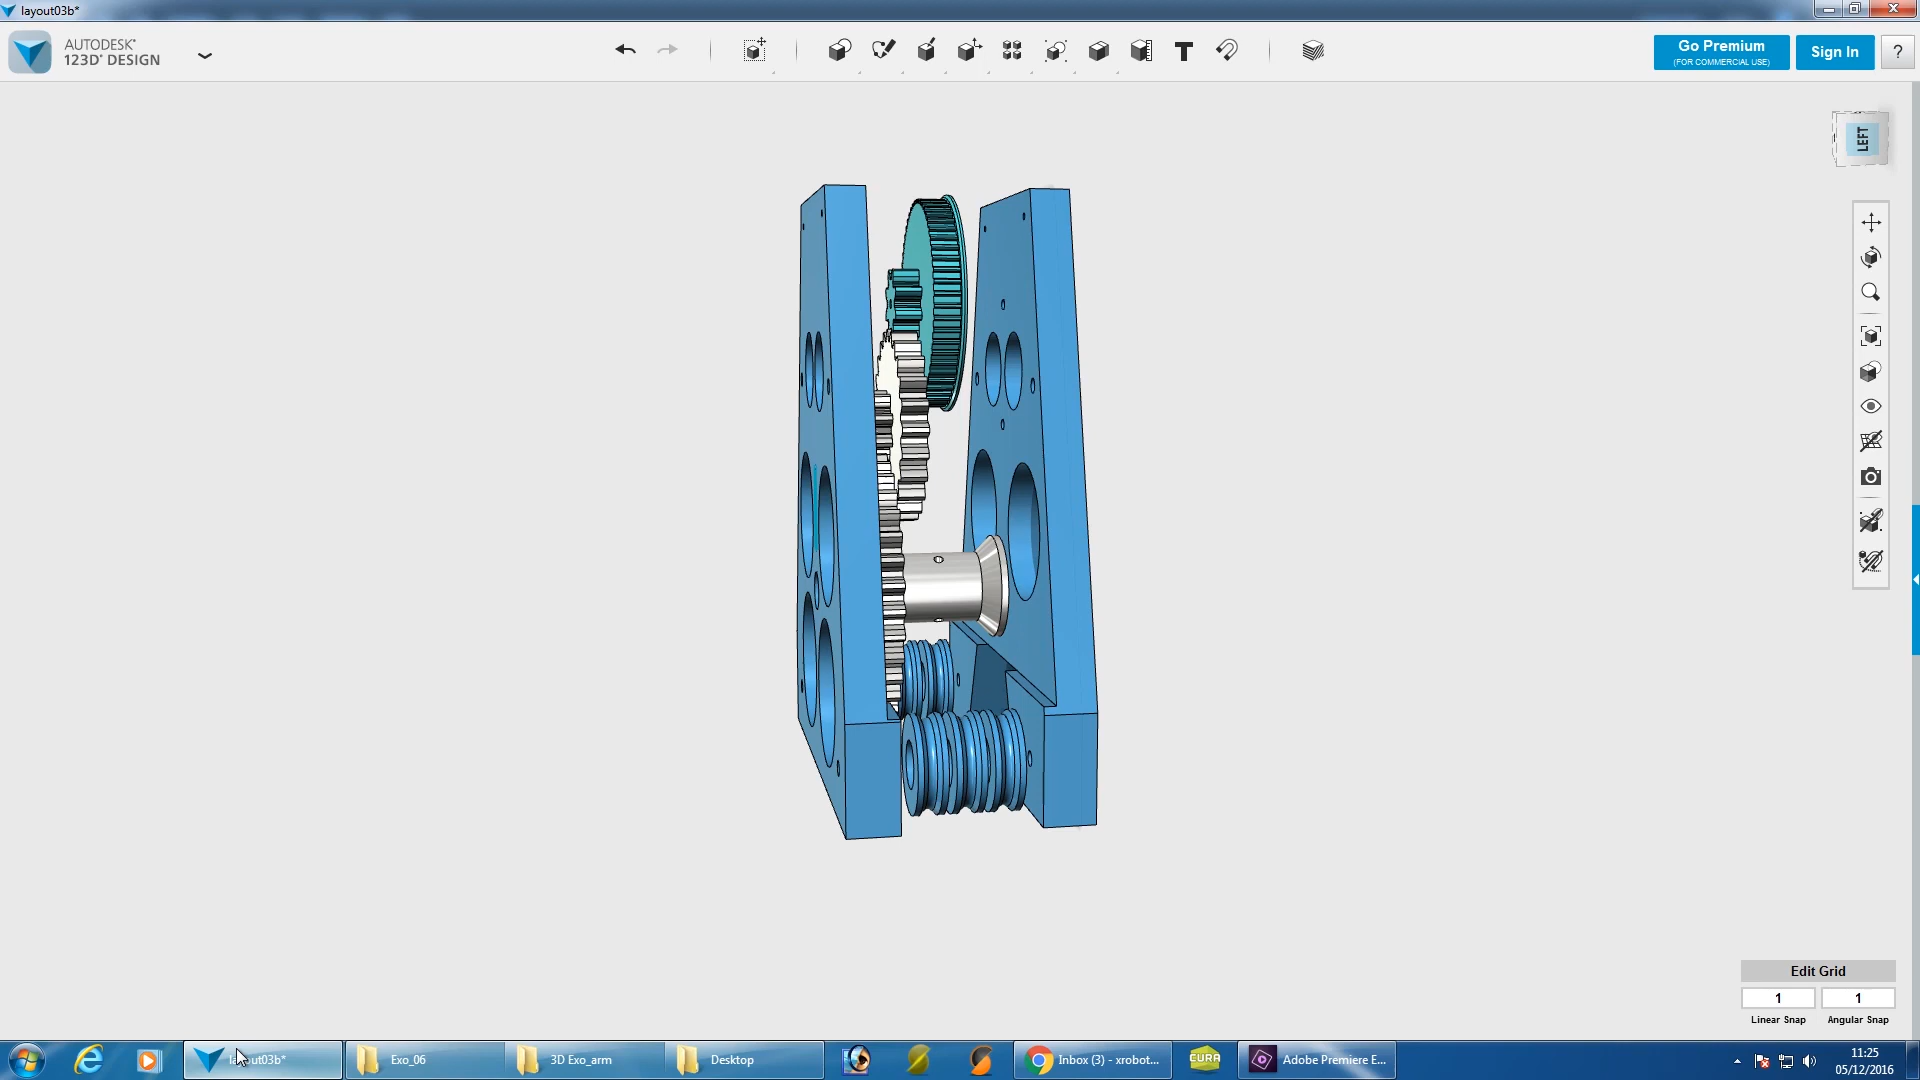 layout03b*
AUTODESK®
123D® DESIGN
T
Go Premium
(FOR COMMERCIAL USE)
Sign In
?
LEFT
Edit Grid
1
1
Linear Snap
Angular Snap
Exo_06
3D Exo_arm
Desktop
Inbox (3) - xrobot...
CURA
Adobe Premiere E...
11:25
05/12/2016